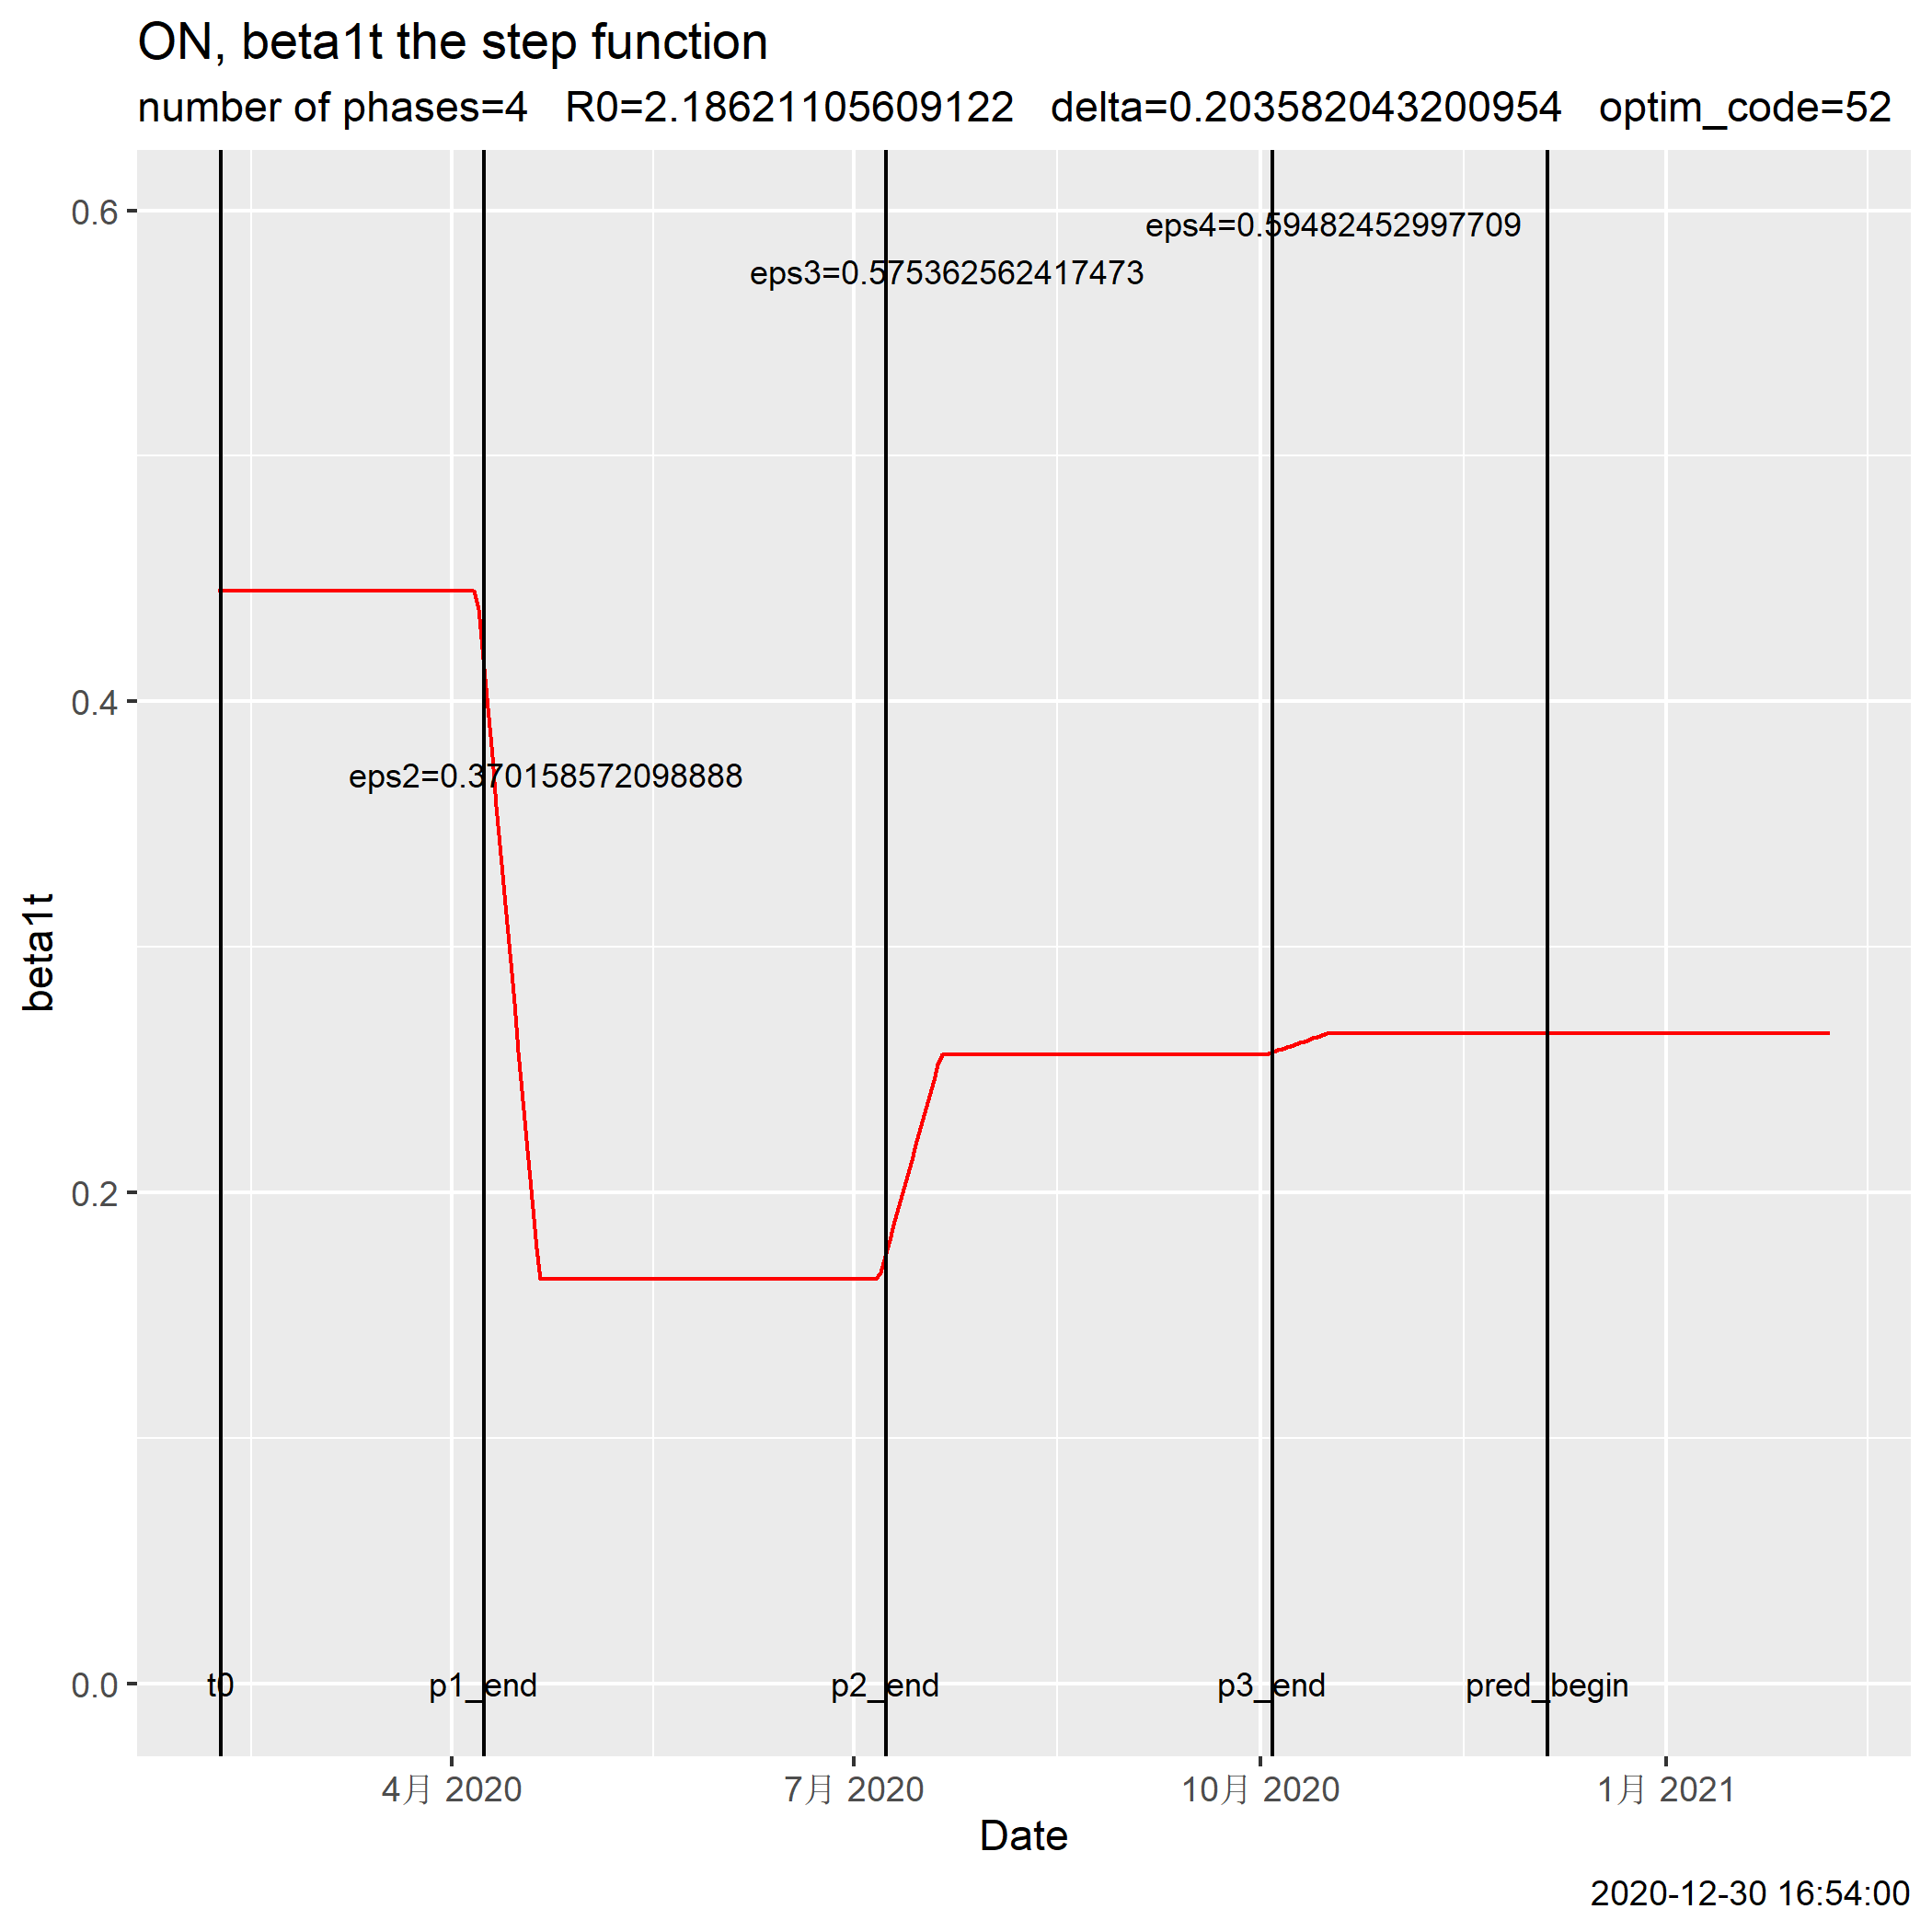 ON, beta1t the step function
number of phases=4 R0=2.18621105609122 delta=0.203582043200954 optim_code=52
0.6
eps4=0.59482452997709
eps3=0.575362562417473
0.4
eps2=0.370158572098888
beta1t
0.2
0.0
t0 p1_end p2_end p3_end pred_begin
4月 2020 7月 2020 10月 2020 1月 2021
Date
2020-12-30 16:54:00